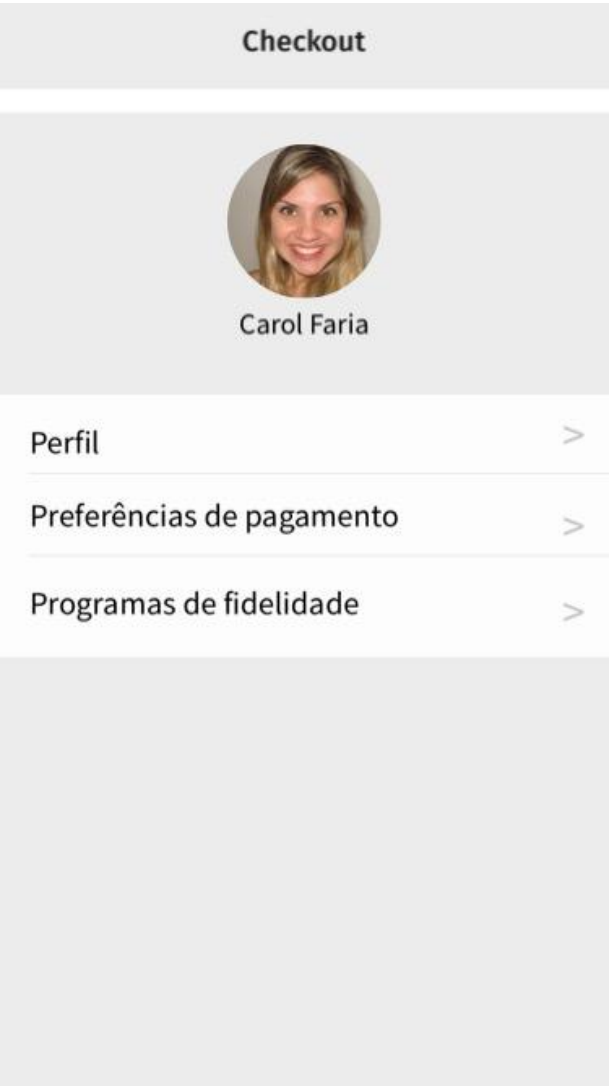 Checkout
Carol Faria
Perfil >
Preferências de pagamento >
Programas de fidelidade >